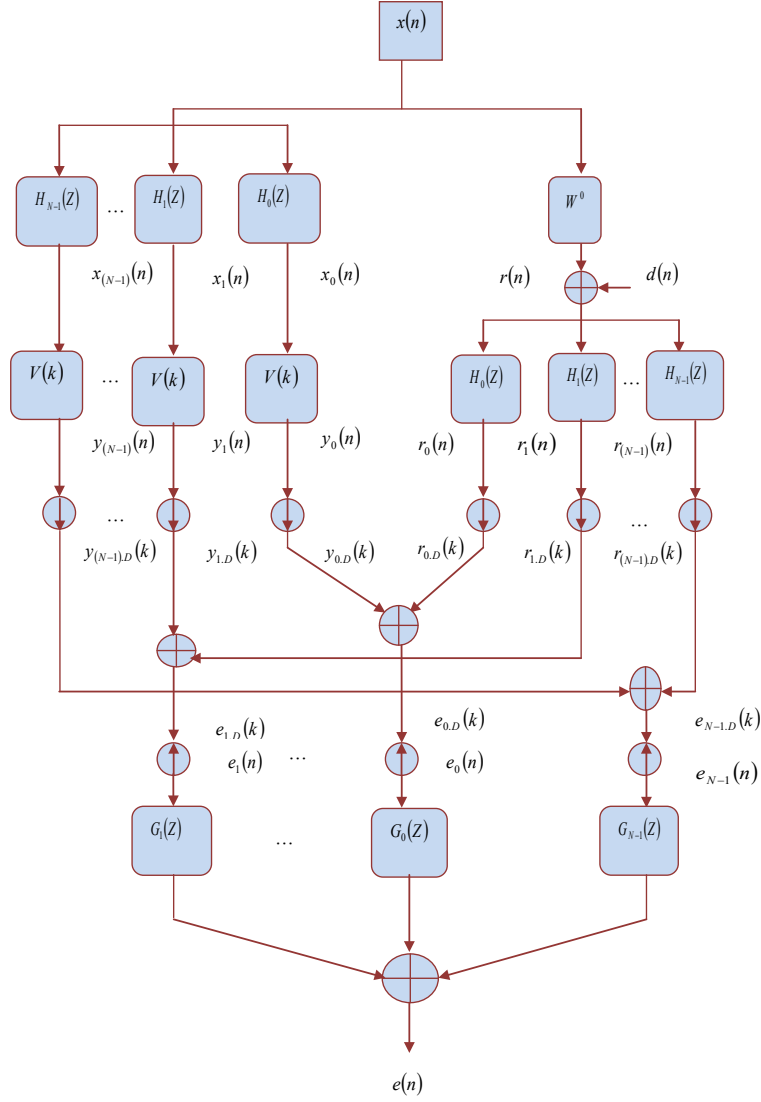 x(n)
H_{N-1}(Z) ... H_1(Z) H_0(Z) W^0
x_{(N-1)}(n) x_1(n) x_0(n) r(n) d(n)
V(k) ... V(k) V(k) H_0(Z) H_1(Z) ... H_{N-1}(Z)
y_{(N-1)}(n) y_1(n) y_0(n) r_0(n) r_1(n) r_{(N-1)}(n)
... ...
y_{(N-1).D}(k) y_{1.D}(k) y_{0.D}(k) r_{0.D}(k) r_{1.D}(k) r_{(N-1).D}(k)
e_{1.D}(k) e_{0.D}(k) e_{N-1.D}(k)
e_1(n) ... e_0(n) e_{N-1}(n)
G_1(Z) ... G_0(Z) G_{N-1}(Z)
e(n)